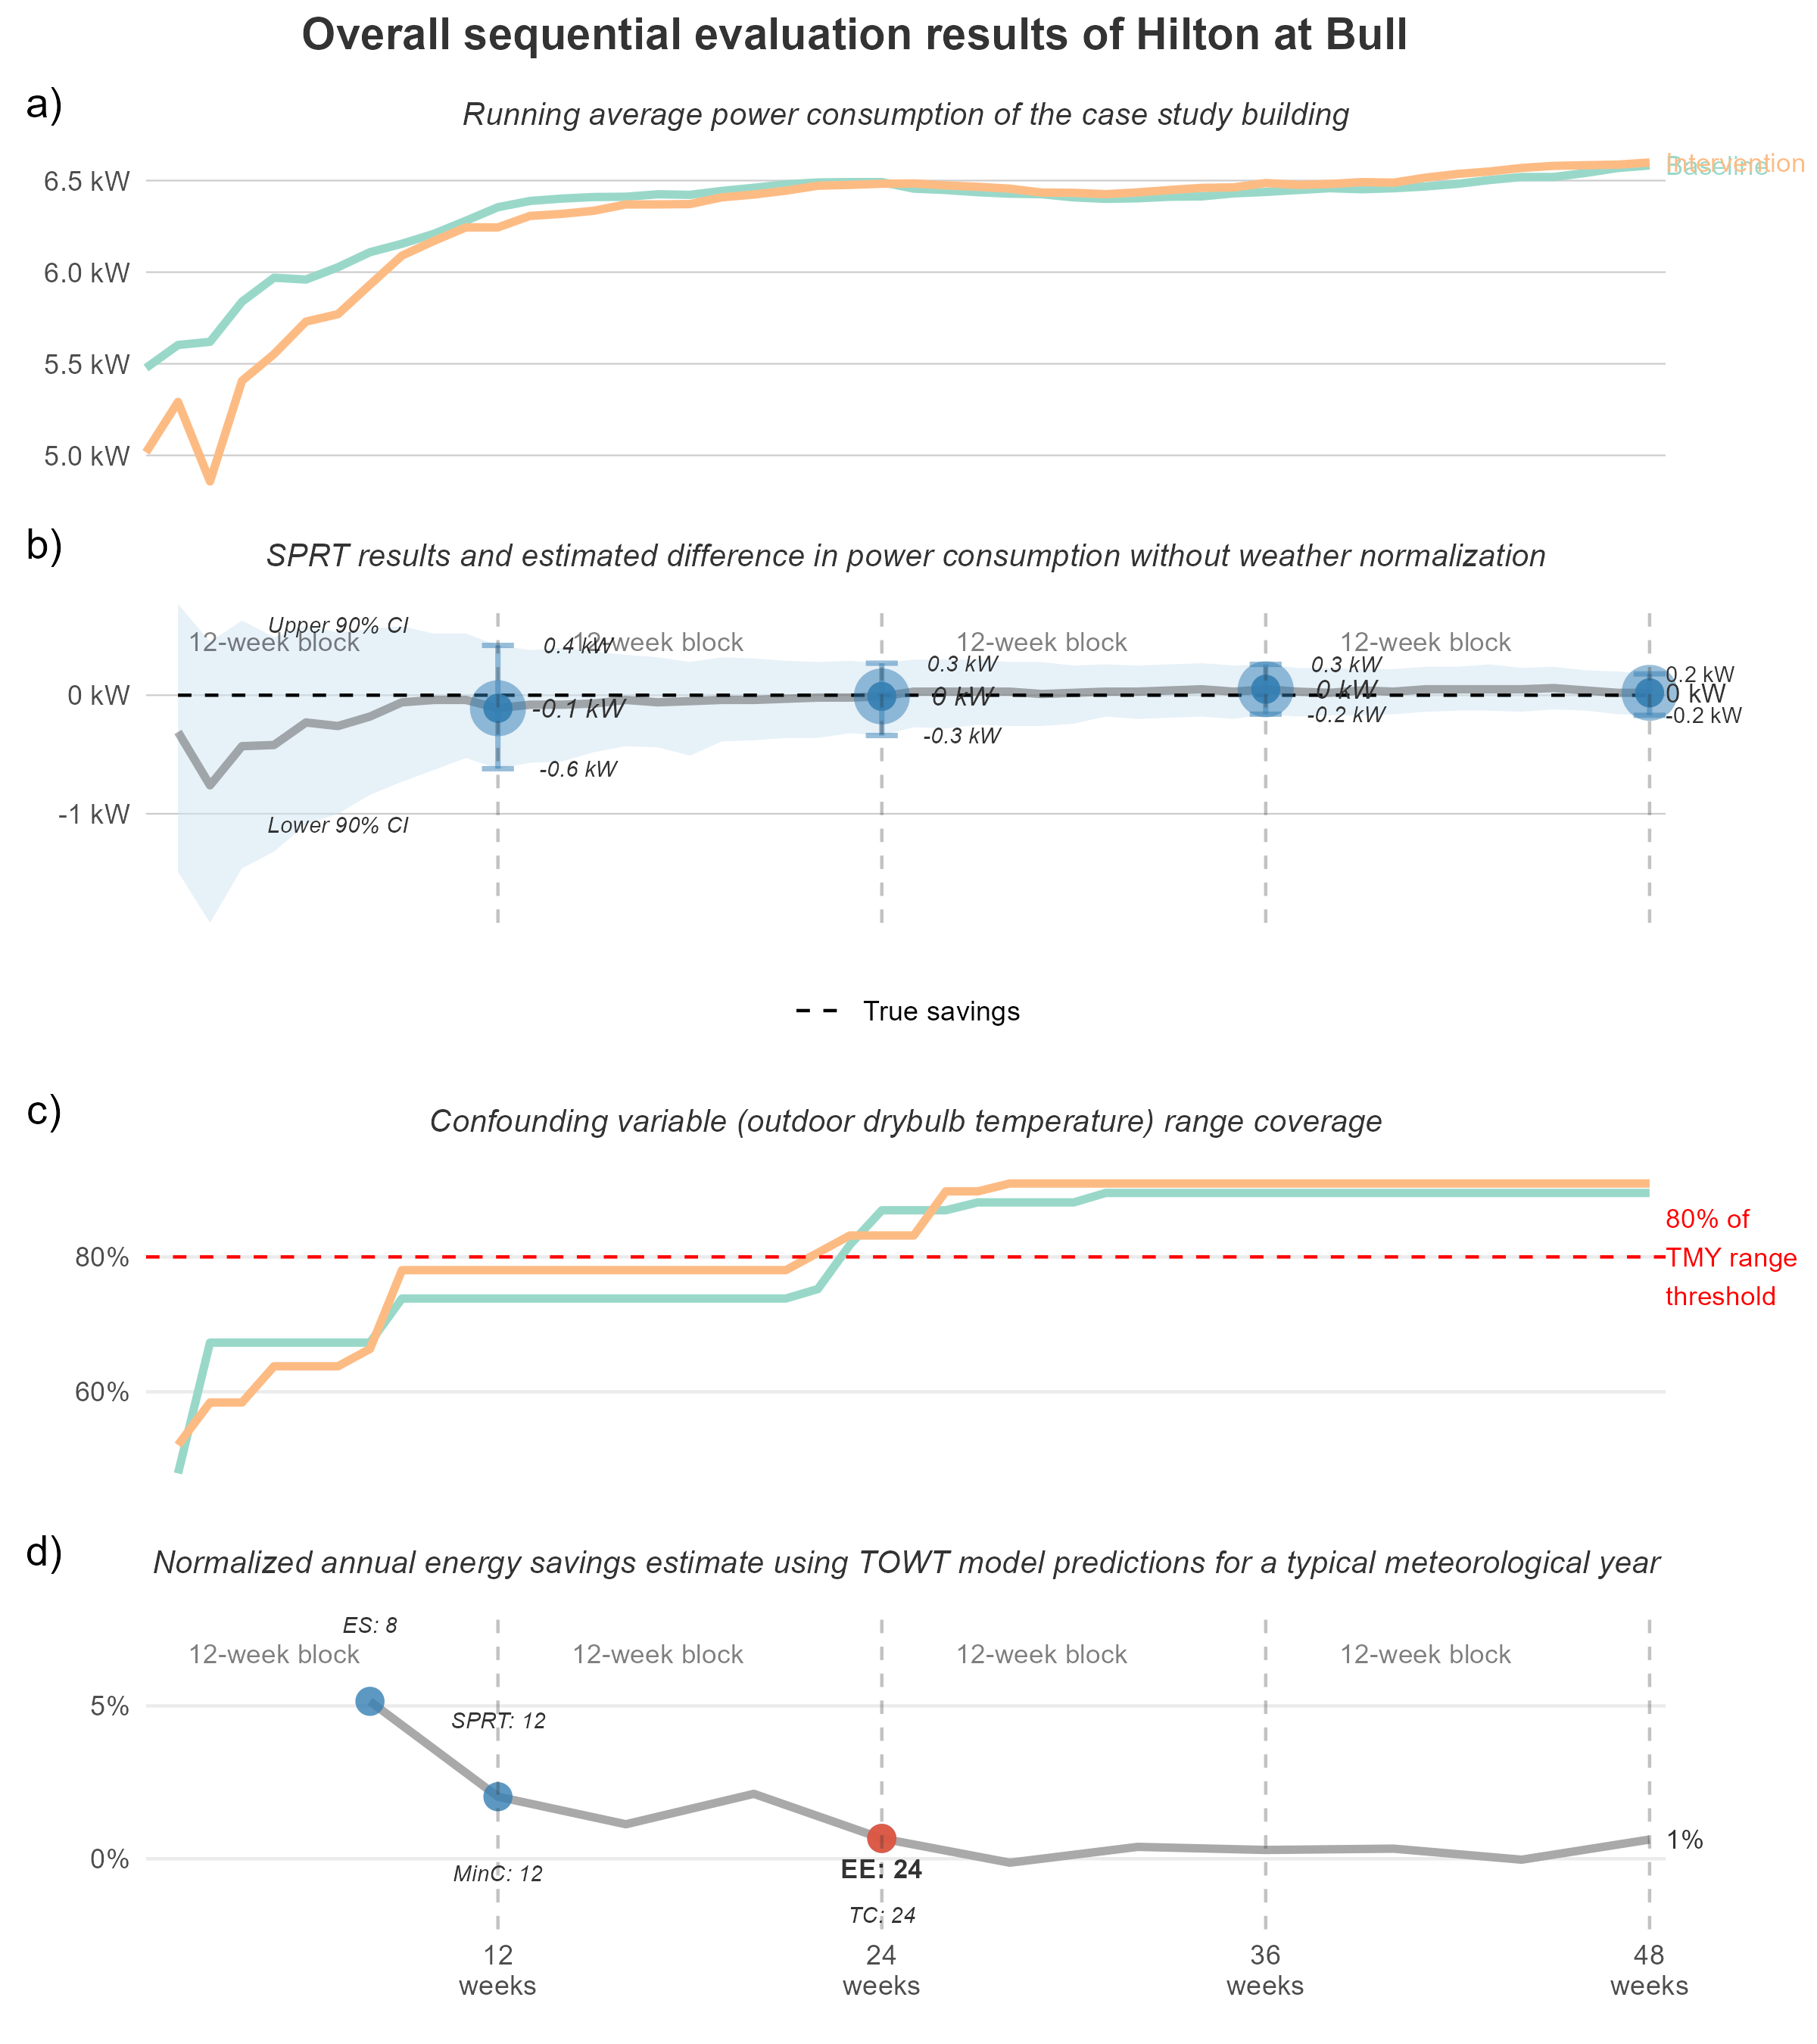 Overall sequential evaluation results of Hilton at Bull
a)
Running average power consumption of the case study building
6.5 kW
6.0 kW
5.5 kW
5.0 kW
Intervention
Baseline
b)
SPRT results and estimated difference in power consumption without weather normalization
Upper 90% CI
12-week block
12-week block
12-week block
12-week block
0.4 kW
0.3 kW
0.3 kW
0.2 kW
0 kW
-0.1 kW
0 kW
0 kW
0 kW
-0.6 kW
-0.3 kW
-0.2 kW
-0.2 kW
-1 kW
Lower 90% CI
True savings
c)
Confounding variable (outdoor drybulb temperature) range coverage
80%
60%
80% of
TMY range
threshold
d)
Normalized annual energy savings estimate using TOWT model predictions for a typical meteorological year
ES: 8
12-week block
12-week block
12-week block
12-week block
5%
SPRT: 12
0%
1%
MinC: 12
EE: 24
TC: 24
12
weeks
24
weeks
36
weeks
48
weeks